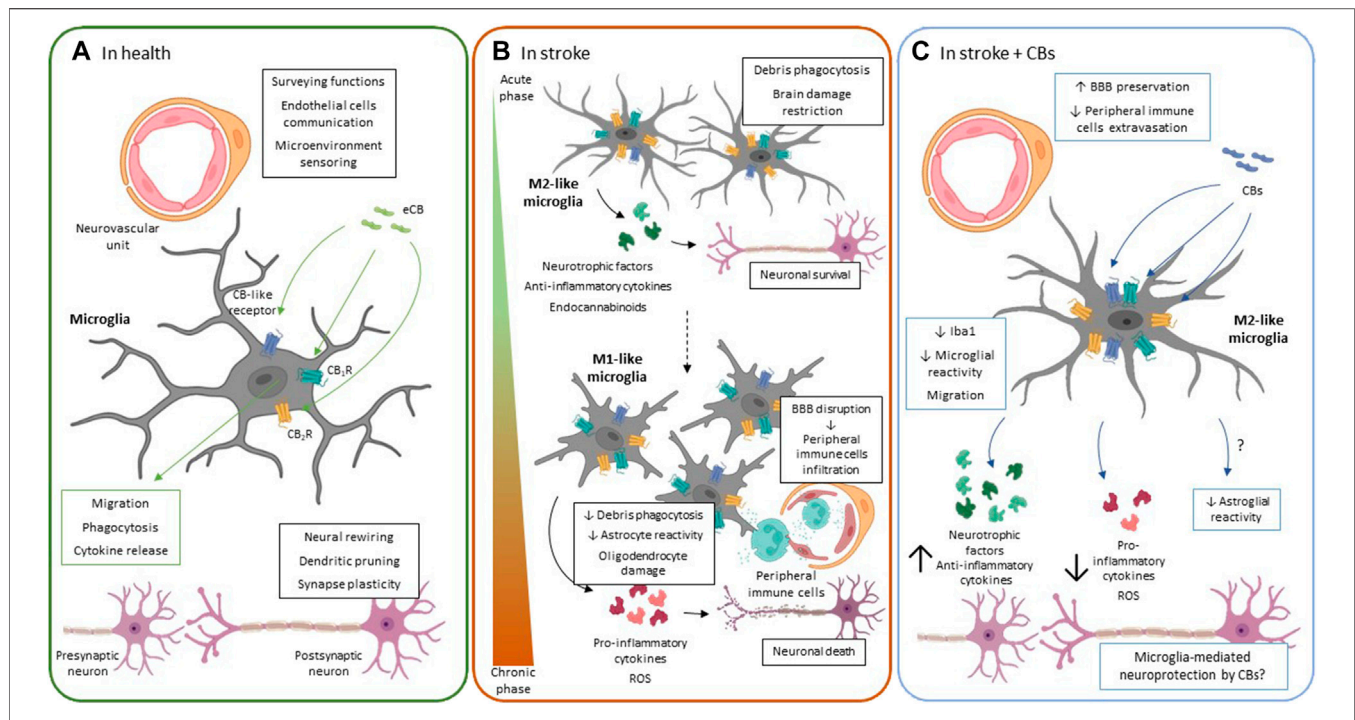 A In health
Surveying functions
Endothelial cells
communication
Microenvironment
sensoring
Neurovascular
unit
eCB
CB-like
receptor
Microglia
CB₁R
CB₂R
Migration
Phagocytosis
Cytokine release
Neural rewiring
Dendritic pruning
Synapse plasticity
Presynaptic
neuron
Postsynaptic
neuron
B In stroke
Acute
phase
Debris phagocytosis
Brain damage
restriction
M2-like
microglia
Neurotrophic factors
Anti-inflammatory cytokines
Endocannabinoids
Neuronal survival
M1-like
microglia
BBB disruption
↓
Peripheral
immune cells
infiltration
↓ Debris phagocytosis
↓ Astrocyte reactivity
Oligodendrocyte
damage
Peripheral
immune cells
Pro-inflammatory
cytokines
ROS
Neuronal death
Chronic
phase
C In stroke + CBs
↑ BBB preservation
↓ Peripheral immune
cells extravasation
CBs
M2-like
microglia
↓ Iba1
↓ Microglial
reactivity
Migration
?
↓ Astroglial
reactivity
Neurotrophic
factors
↑ Anti-inflammatory
cytokines
↓ Pro-
inflammatory
cytokines
ROS
Microglia-mediated
neuroprotection by CBs?